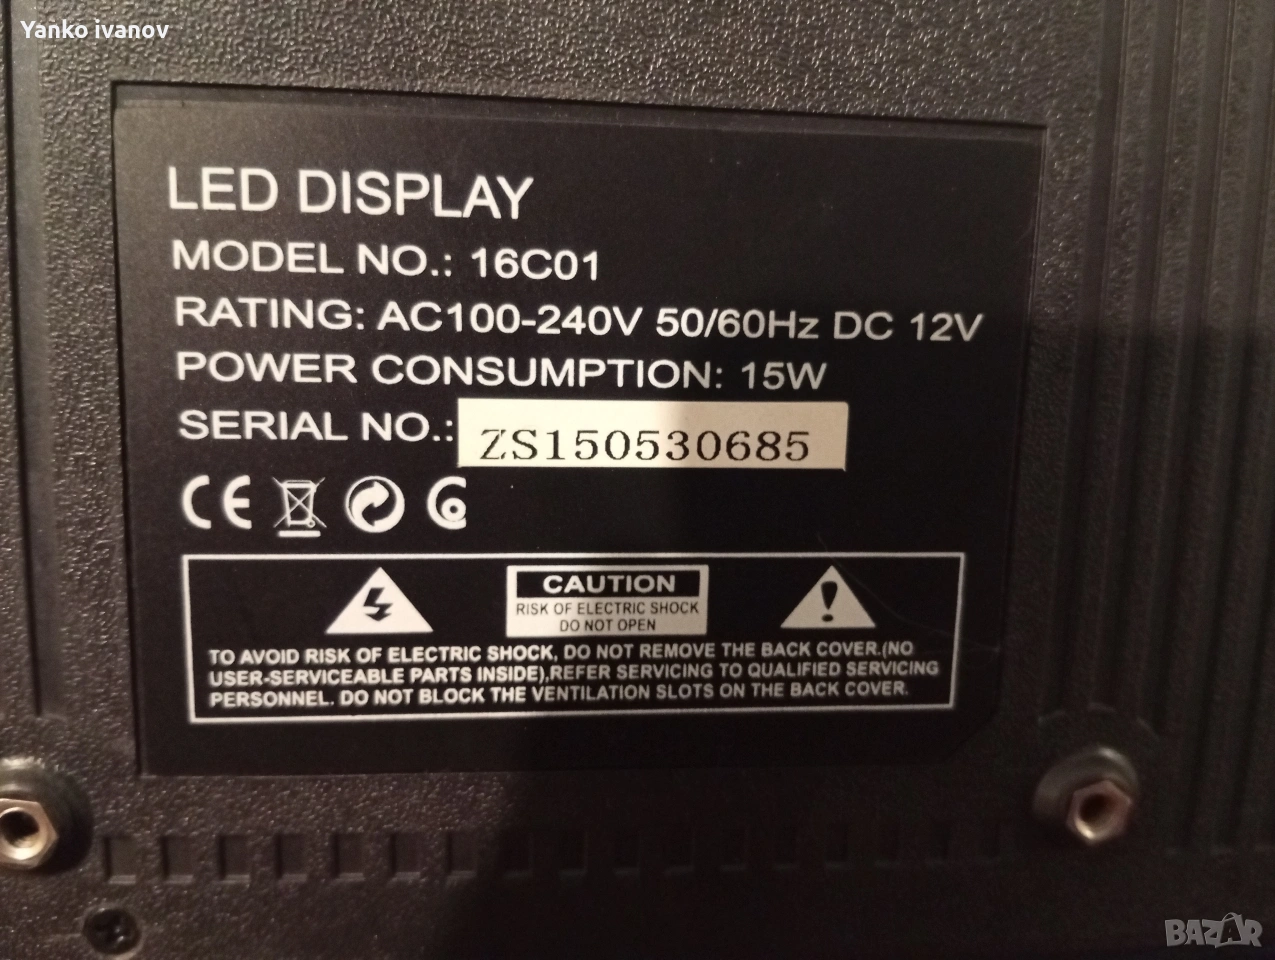 Yanko ivanov
LED DISPLAY
MODEL NO.: 16C01
RATING: AC100-240V 50/60Hz DC 12V
POWER CONSUMPTION: 15W
SERIAL NO.: ZS150530685
CE
CAUTION
RISK OF ELECTRIC SHOCK
DO NOT OPEN
TO AVOID RISK OF ELECTRIC SHOCK, DO NOT REMOVE THE BACK COVER.(NO
USER-SERVICEABLE PARTS INSIDE),REFER SERVICING TO QUALIFIED SERVICING
PERSONNEL. DO NOT BLOCK THE VENTILATION SLOTS ON THE BACK COVER.
BAZAR